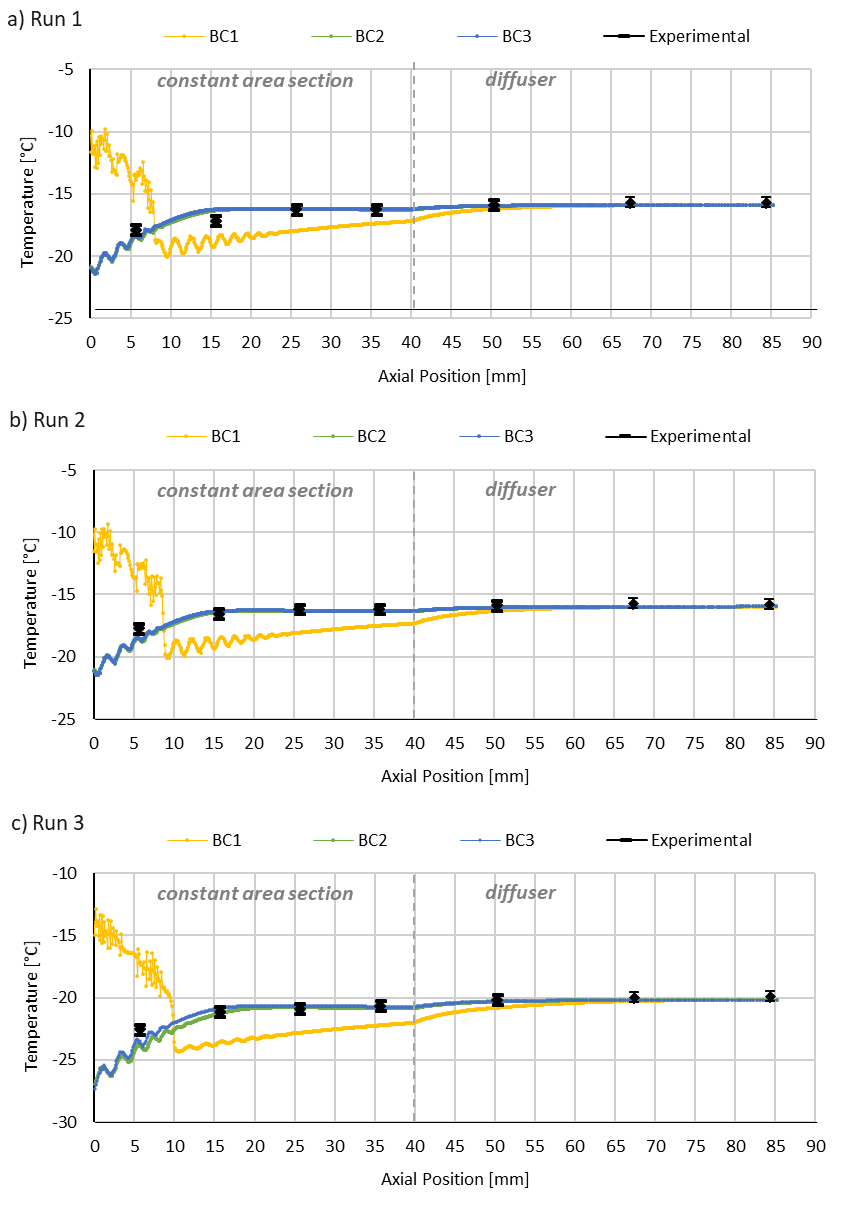 a) Run 1
BC1 BC2 BC3 Experimental
constant area section diffuser
Temperature [°C]
-5
-10
-15
-20
-25
0 5 10 15 20 25 30 35 40 45 50 55 60 65 70 75 80 85 90
Axial Position [mm]
b) Run 2
BC1 BC2 BC3 Experimental
constant area section diffuser
Temperature [°C]
-5
-10
-15
-20
-25
0 5 10 15 20 25 30 35 40 45 50 55 60 65 70 75 80 85 90
Axial Position [mm]
c) Run 3
BC1 BC2 BC3 Experimental
constant area section diffuser
Temperature [°C]
-10
-15
-20
-25
-30
0 5 10 15 20 25 30 35 40 45 50 55 60 65 70 75 80 85 90
Axial Position [mm]